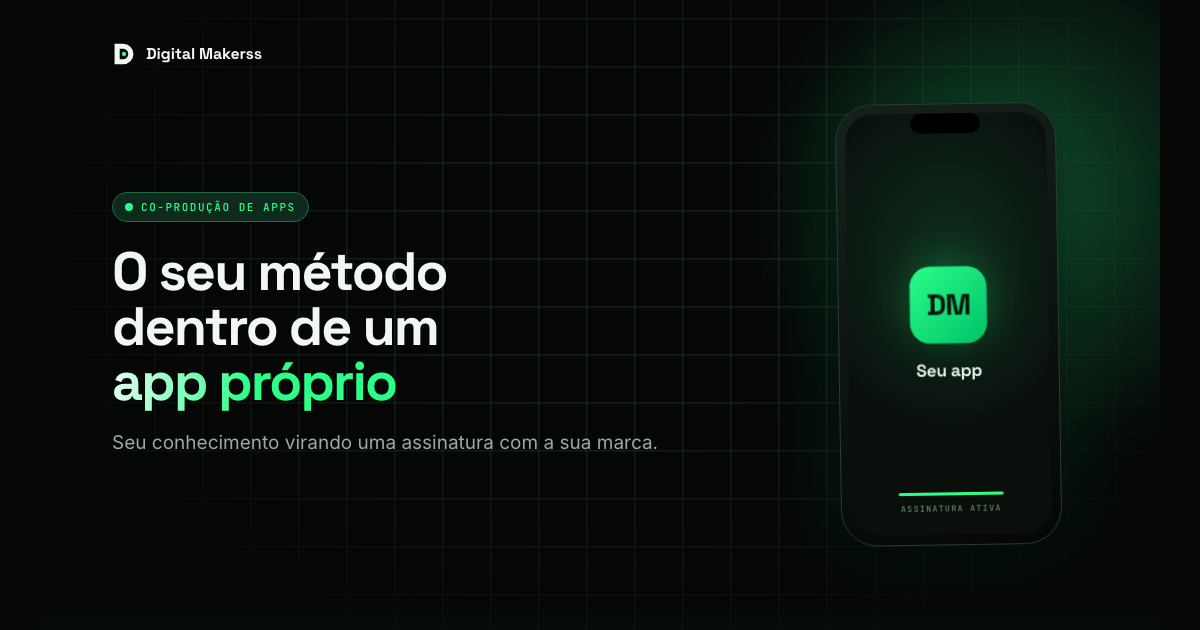 Digital Makerss
CO-PRODUÇÃO DE APPS
O seu método
dentro de um
app próprio
Seu conhecimento virando uma assinatura com a sua marca.
DM
Seu app
ASSINATURA ATIVA